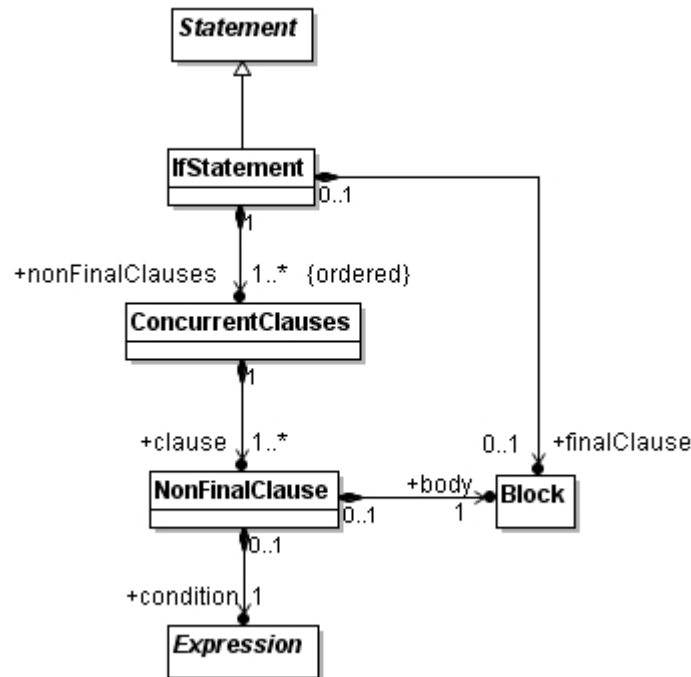 Statement
IfStatement
0..1
1
+nonFinalClauses 1..* {ordered}
ConcurrentClauses
1
+clause 1..*
0..1 +finalClause
NonFinalClause
+body
Block
0..1
1
0..1
+condition 1
Expression